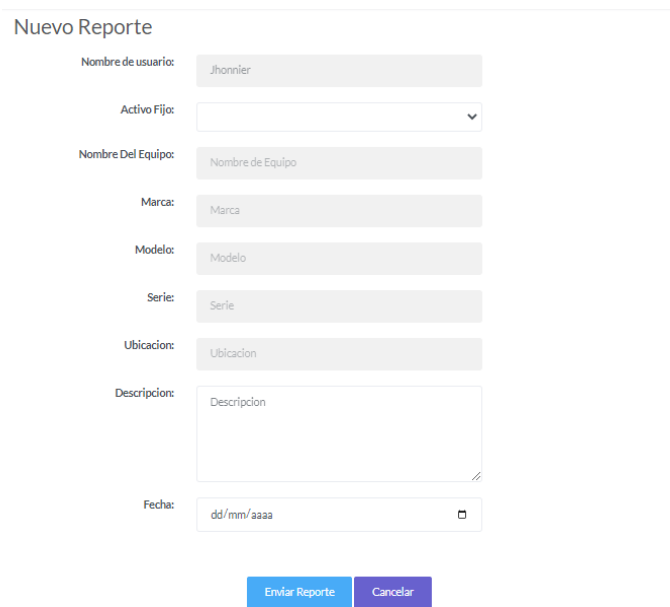 Nuevo Reporte
Nombre de usuario: Jhonnier
Activo Fijo:
Nombre Del Equipo: Nombre de Equipo
Marca: Marca
Modelo: Modelo
Serie: Serie
Ubicacion: Ubicacion
Descripcion: Descripcion
Fecha: dd/mm/aaaa
Enviar Reporte Cancelar